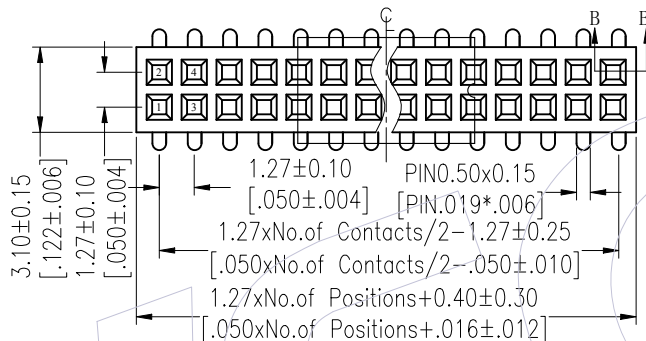 C
B
B
2
4
1
3
3.10±0.15
[.122±.006]
1.27±0.10
[.050±.004]
1.27±0.10
[.050±.004]
PIN0.50x0.15
[PIN.019*.006]
1.27xNo.of Contacts/2-1.27±0.25
[.050xNo.of Contacts/2-.050±.010]
1.27xNo.of Positions+0.40±0.30
[.050xNo.of Positions+.016±.012]